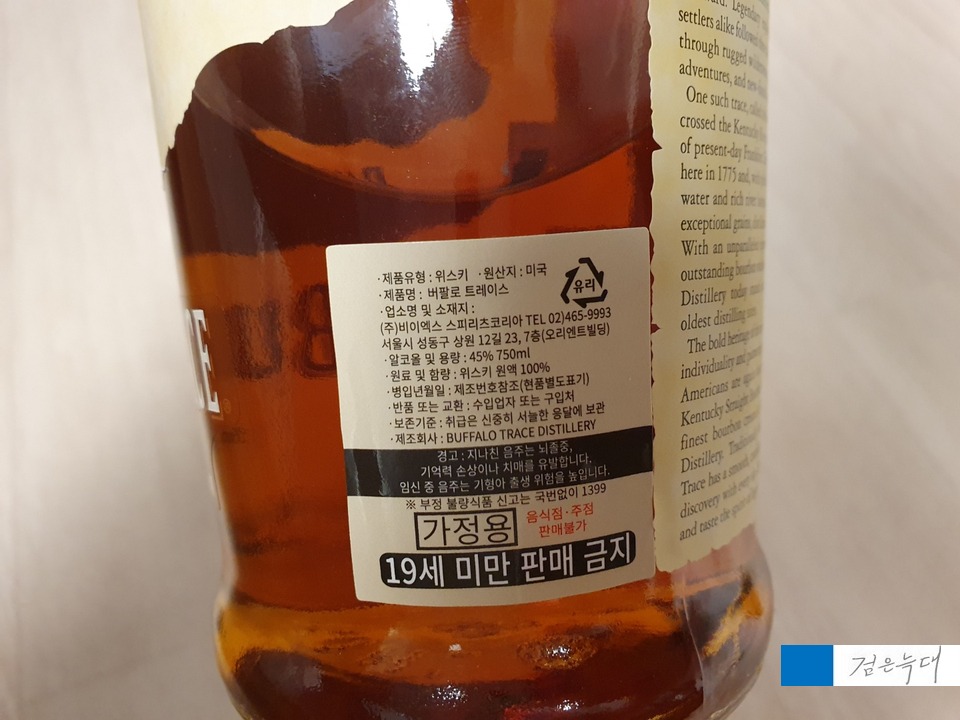 ·제품유형 : 위스키 ·원산지 : 미국
·제품명 : 버팔로 트레이스
유리
·업소명 및 소재지 :
(주)비이엑스 스피리츠코리아 TEL 02)465-9993
서울시 성동구 상원 12길 23, 7층(오리엔트빌딩)
·알코올 및 용량 : 45% 750ml
·원료 및 함량 : 위스키 원액 100%
·병입년월일 : 제조번호참조(현품별도표기)
·반품 또는 교환 : 수입업자 또는 구입처
·보존기준 : 취급은 신중히 서늘한 응달에 보관
·제조회사 : BUFFALO TRACE DISTILLERY
경고 : 지나친 음주는 뇌졸중,
기억력 손상이나 치매를 유발합니다.
임신 중 음주는 기형아 출생 위험을 높입니다.
※ 부정 불량식품 신고는 국번없이 1399
가정용
음식점·주점
판매불가
19세 미만 판매 금지
Legendary
settlers alike followed
through rugged
adventures, and
One such trace,
crossed the Kentucky
of present-day
here in 1775 and,
water and rich river
exceptional grains,
With an
outstanding bourbon
Distillery today
oldest distilling
The bold
individuality and
Americans are
Kentucky Straight
finest bourbon
Distillery.
Trace has a smooth,
discovery with every
and taste the
검은늑대